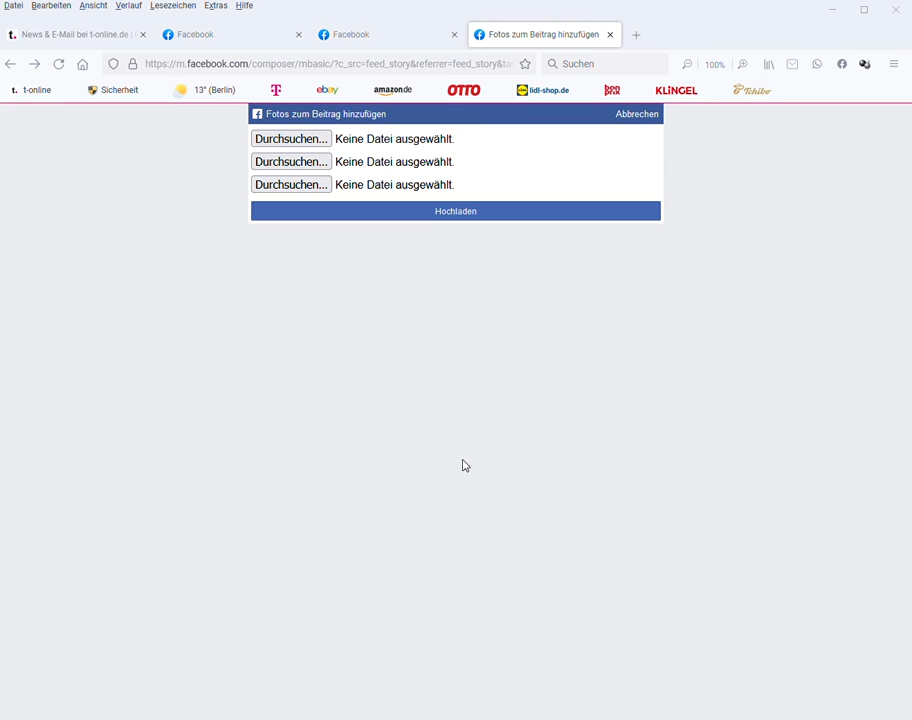 Datei Bearbeiten Ansicht Verlauf Lesezeichen Extras Hilfe
t. News & E-Mail bei t-online.de | Facebook Facebook Fotos zum Beitrag hinzufügen
https://m.facebook.com/composer/mbasic/?c_src=feed_story&referrer=feed_story&ta Suchen 100%
t. t-online Sicherheit 13° (Berlin) T ebay amazon.de OTTO lidl-shop.de bon prix KLiNGEL Tchibo
Fotos zum Beitrag hinzufügen Abbrechen
Durchsuchen... Keine Datei ausgewählt.
Durchsuchen... Keine Datei ausgewählt.
Durchsuchen... Keine Datei ausgewählt.
Hochladen